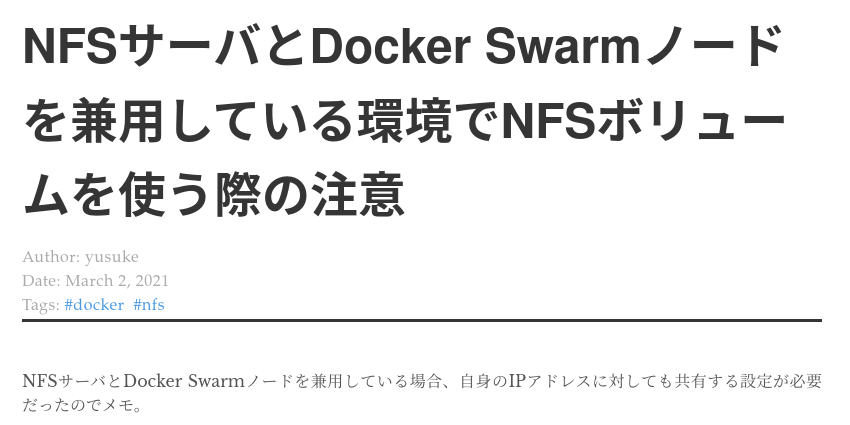 NFSサーバとDocker Swarmノード
を兼用している環境でNFSボリュー
ムを使う際の注意
Author: yusuke
Date: March 2, 2021
Tags: #docker #nfs
NFSサーバとDocker Swarmノードを兼用している場合、自身のIPアドレスに対しても共有する設定が必要
だったのでメモ。